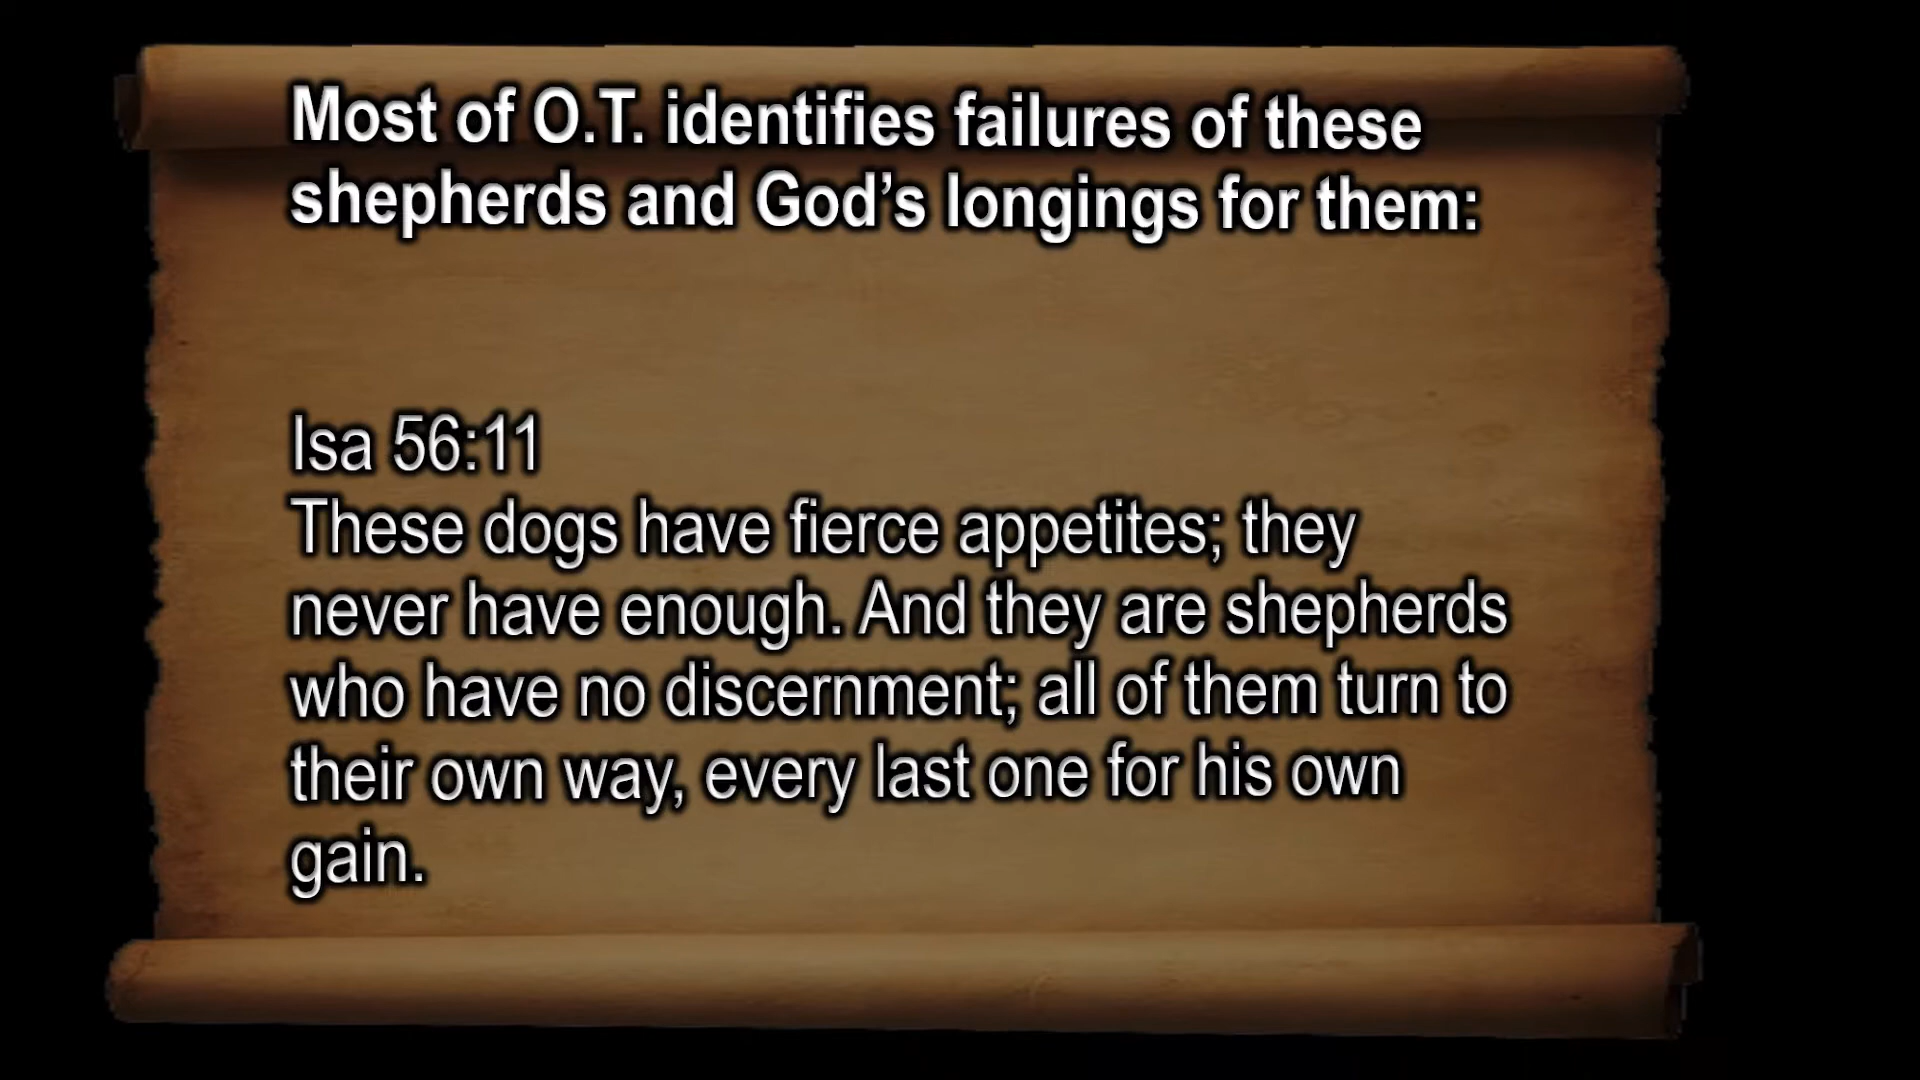 Most of O.T. identifies failures of these
shepherds and God’s longings for them:
Isa 56:11
These dogs have fierce appetites; they
never have enough. And they are shepherds
who have no discernment; all of them turn to
their own way, every last one for his own
gain.